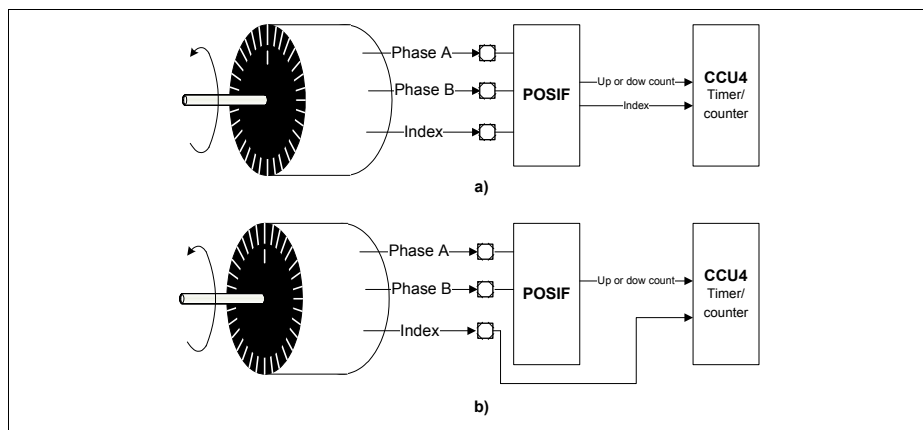 Phase A
Phase B
Index
POSIF
Up or dow count
Index
CCU4
Timer/
counter
a)
Phase A
Phase B
Index
POSIF
Up or dow count
CCU4
Timer/
counter
b)